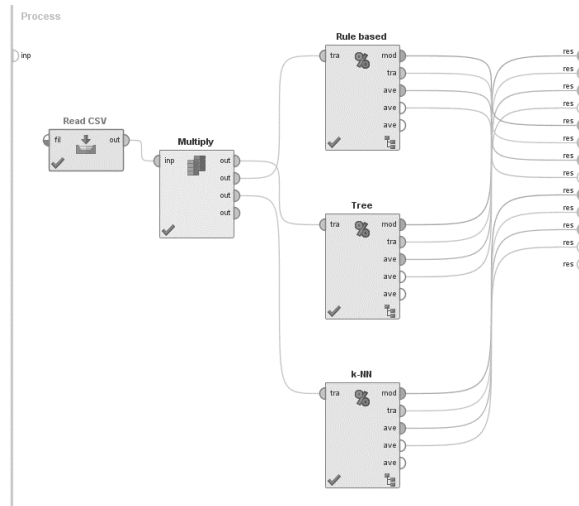 Process
inp
Read CSV
fil out
Multiply
inp out
out
out
out
Rule based
tra mod
tra
ave
ave
ave
Tree
tra mod
tra
ave
ave
ave
k-NN
tra mod
tra
ave
ave
ave
res
res
res
res
res
res
res
res
res
res
res
res
res